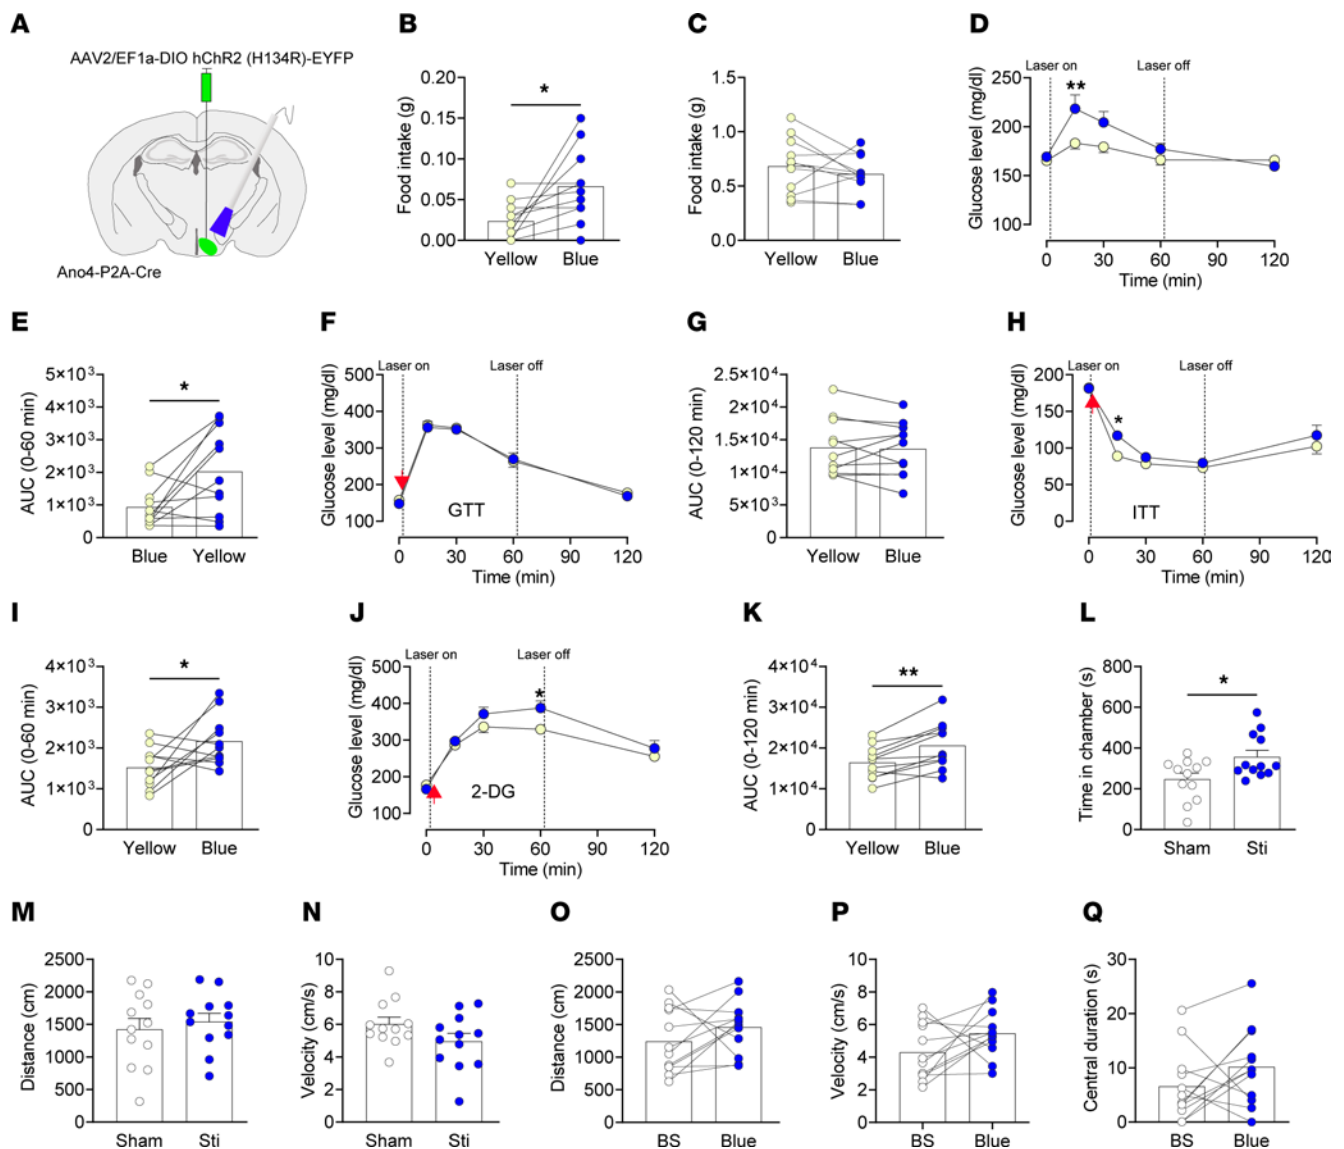 A
AAV2/EF1a-DIO hChR2 (H134R)-EYFP
Ano4-P2A-Cre
B
Food intake (g)
0.20
0.15
0.10
0.05
0.00
*
Yellow Blue
C
Food intake (g)
1.5
1.0
0.5
0.0
Yellow Blue
D
Laser on Laser off
Glucose level (mg/dl)
250
200
150
100
**
0 30 60 90 120
Time (min)
E
AUC (0-60 min)
5×10³
4×10³
3×10³
2×10³
1×10³
0
*
Blue Yellow
F
Laser on Laser off
Glucose level (mg/dl)
500
400
300
200
100
GTT
0 30 60 90 120
Time (min)
G
AUC (0-120 min)
2.5×10⁴
2×10⁴
1.5×10⁴
1×10⁴
5×10³
0
Yellow Blue
H
Laser on Laser off
Glucose level (mg/dl)
200
150
100
50
0
*
ITT
0 30 60 90 120
Time (min)
I
AUC (0-60 min)
4×10³
3×10³
2×10³
1×10³
0
*
Yellow Blue
J
Laser on Laser off
Glucose level (mg/dl)
500
400
300
200
100
*
2-DG
0 30 60 90 120
Time (min)
K
AUC (0-120 min)
4×10⁴
3×10⁴
2×10⁴
1×10⁴
0
**
Yellow Blue
L
Time in chamber (s)
800
600
400
200
0
*
Sham Sti
M
Distance (cm)
2500
2000
1500
1000
500
0
Sham Sti
N
Velocity (cm/s)
10
8
6
4
2
0
Sham Sti
O
Distance (cm)
2500
2000
1500
1000
500
0
BS Blue
P
Velocity (cm/s)
10
8
6
4
2
0
BS Blue
Q
Central duration (s)
30
20
10
0
BS Blue